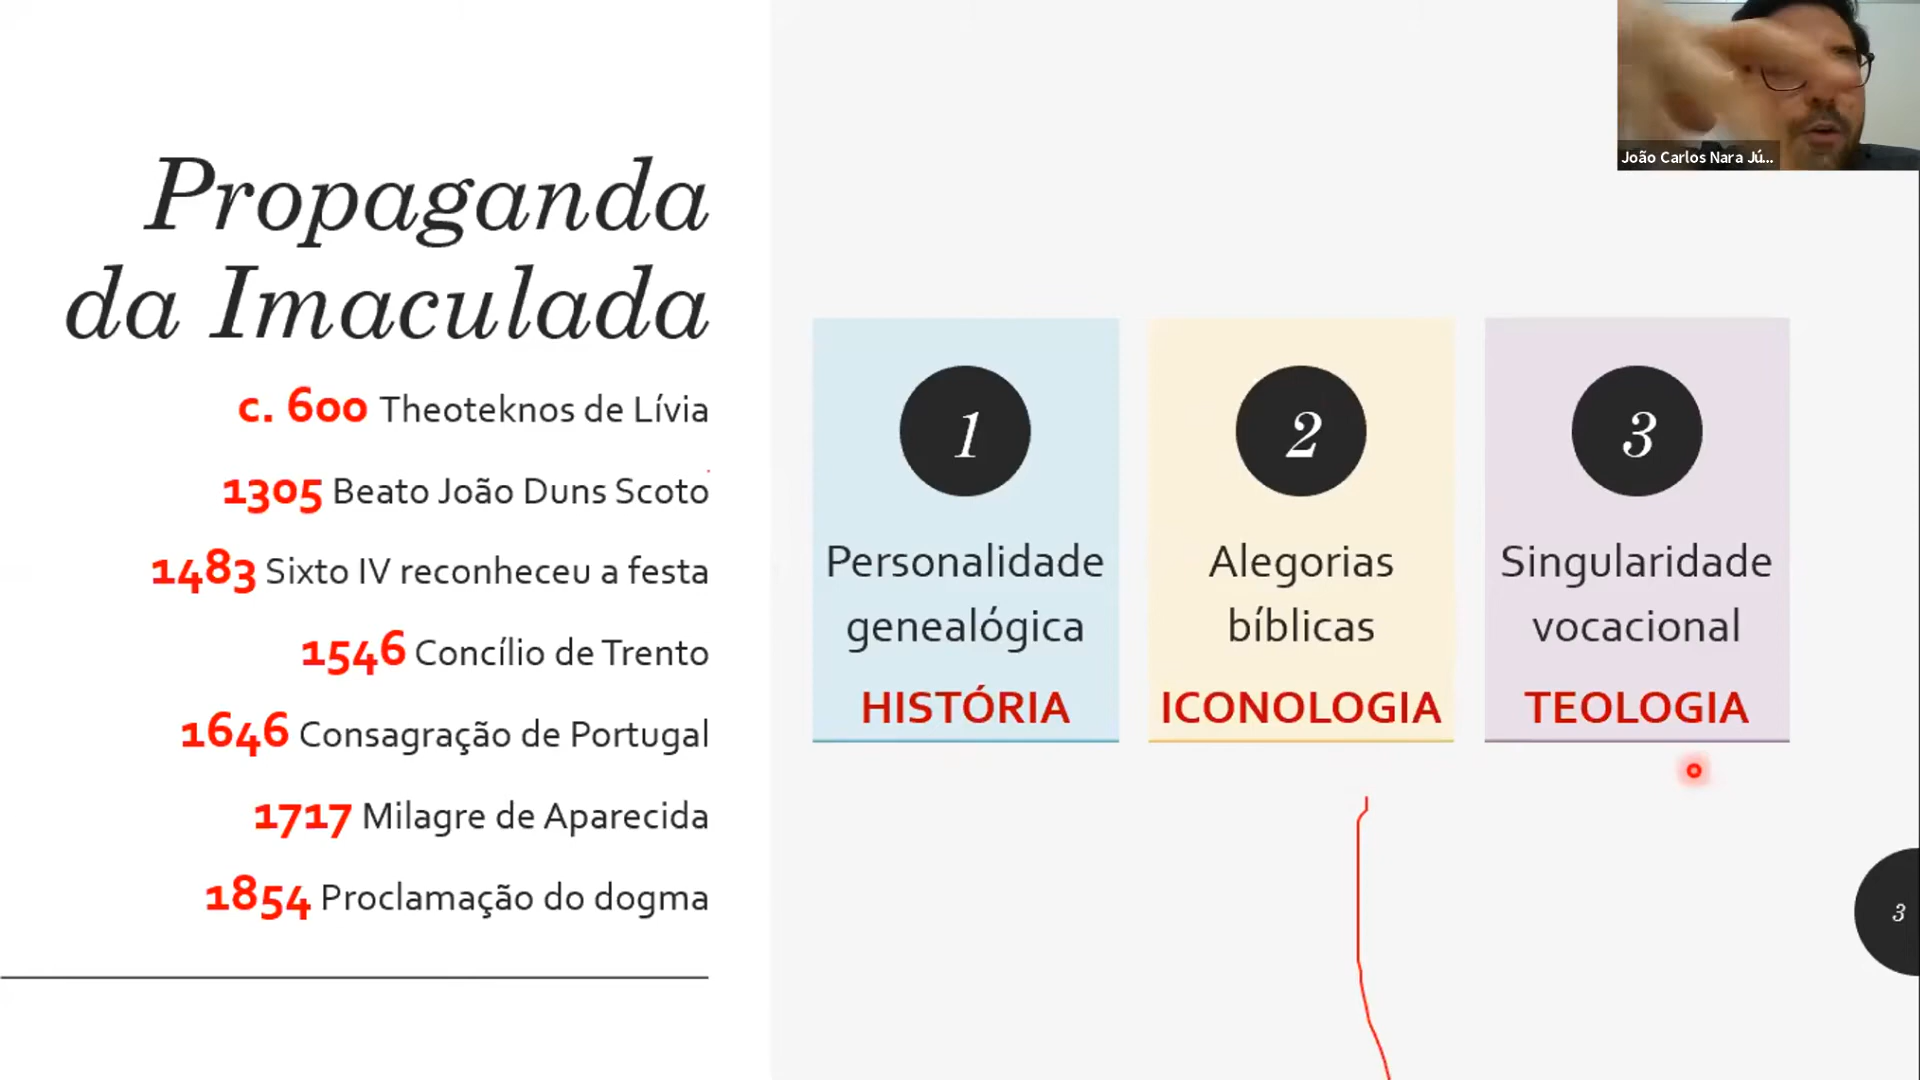 Propaganda
da Imaculada
c. 600 Theoteknos de Lívia
1305 Beato João Duns Scoto
1483 Sixto IV reconheceu a festa
1546 Concílio de Trento
1646 Consagração de Portugal
1717 Milagre de Aparecida
1854 Proclamação do dogma
1
Personalidade
genealógica
HISTÓRIA
2
Alegorias
bíblicas
ICONOLOGIA
3
Singularidade
vocacional
TEOLOGIA
João Carlos Nara Jú...
3